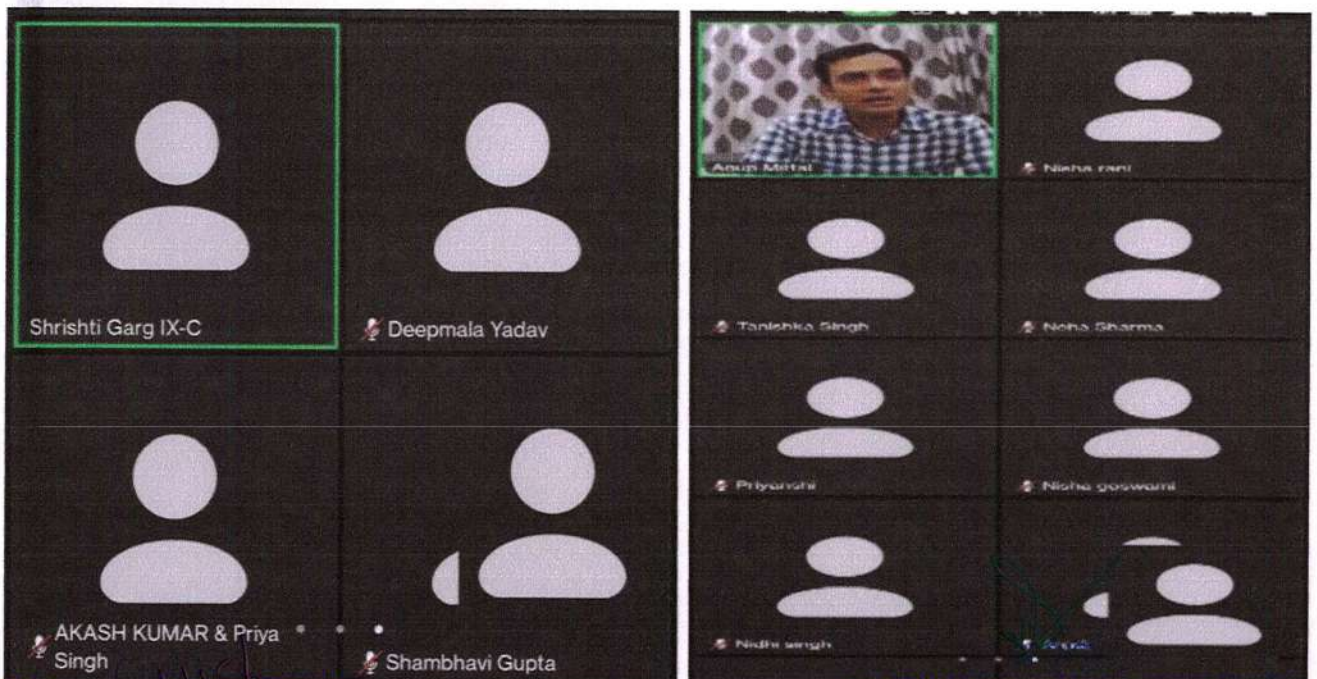 Shrishti Garg IX-C
Deepmala Yadav
AKASH KUMAR & Priya
Singh
Shambhavi Gupta
Anup Mittal
Nisha rani
Tanishka Singh
Neha Sharma
Priyanshi
Nisha goswami
Nidhi singh